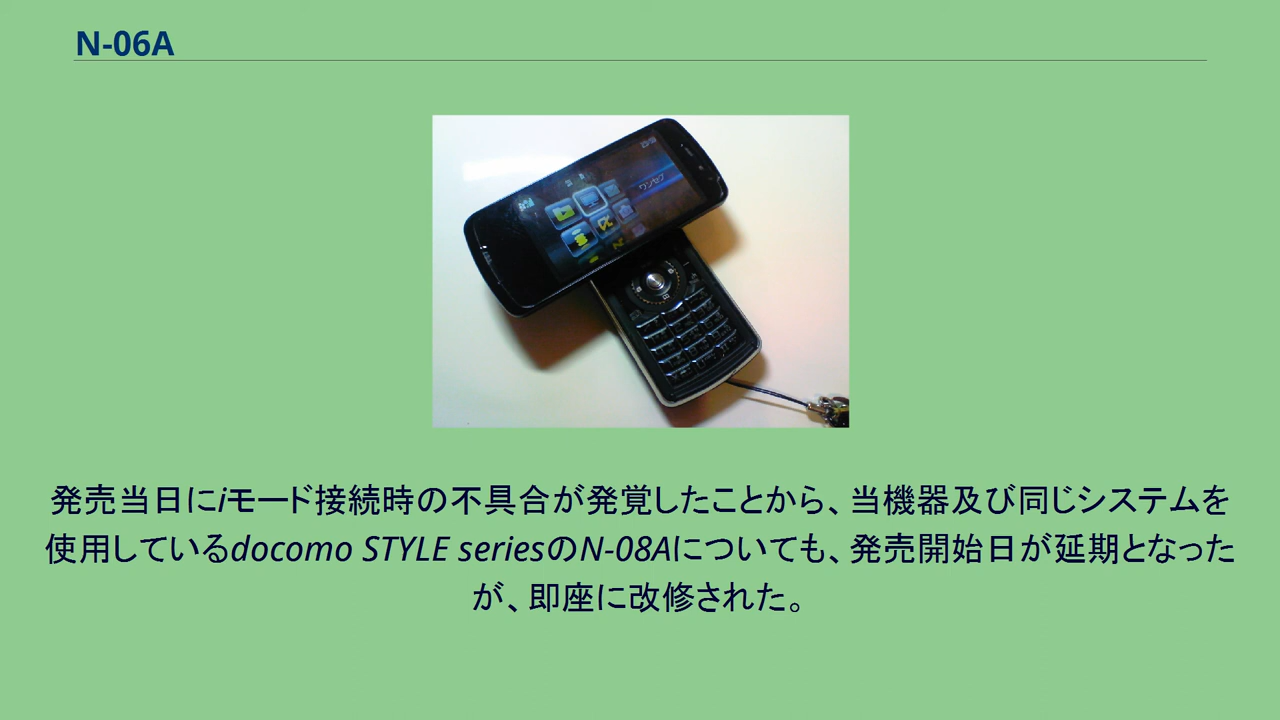 N-06A
ワンセグ
発売当日にiモード接続時の不具合が発覚したことから、当機器及び同じシステムを
使用しているdocomo STYLE seriesのN-08Aについても、発売開始日が延期となった
が、即座に改修された。